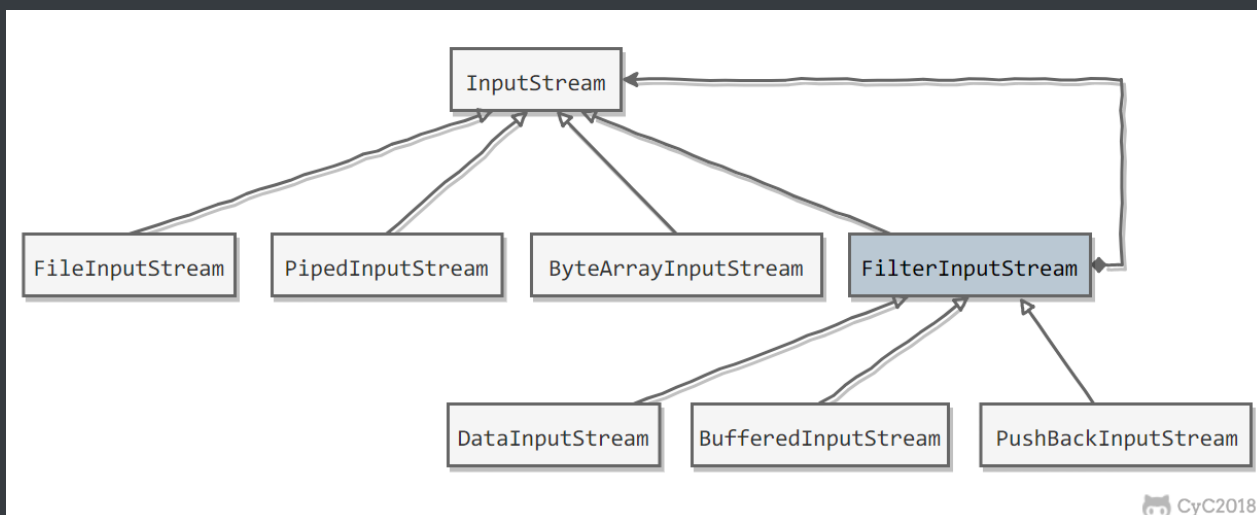 InputStream
FileInputStream
PipedInputStream
ByteArrayInputStream
FilterInputStream
DataInputStream
BufferedInputStream
PushBackInputStream
CyC2018